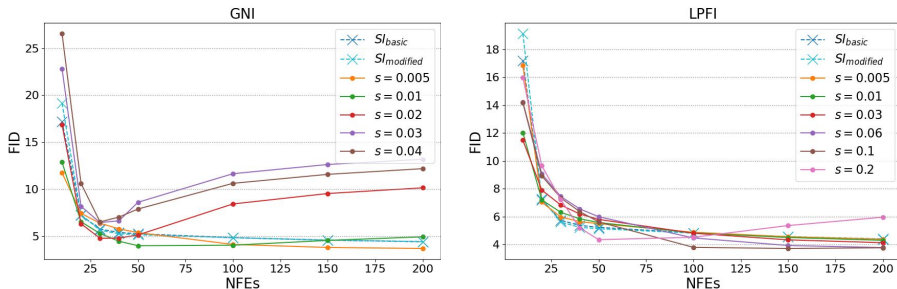 GNI
25
20
15
10
5
FID
25
50
75
100
125
150
175
200
NFEs
SI_basic
SI_modified
s = 0.005
s = 0.01
s = 0.02
s = 0.03
s = 0.04
LPFI
18
16
14
12
10
8
6
4
FID
25
50
75
100
125
150
175
200
NFEs
SI_basic
SI_modified
s = 0.005
s = 0.01
s = 0.03
s = 0.06
s = 0.1
s = 0.2